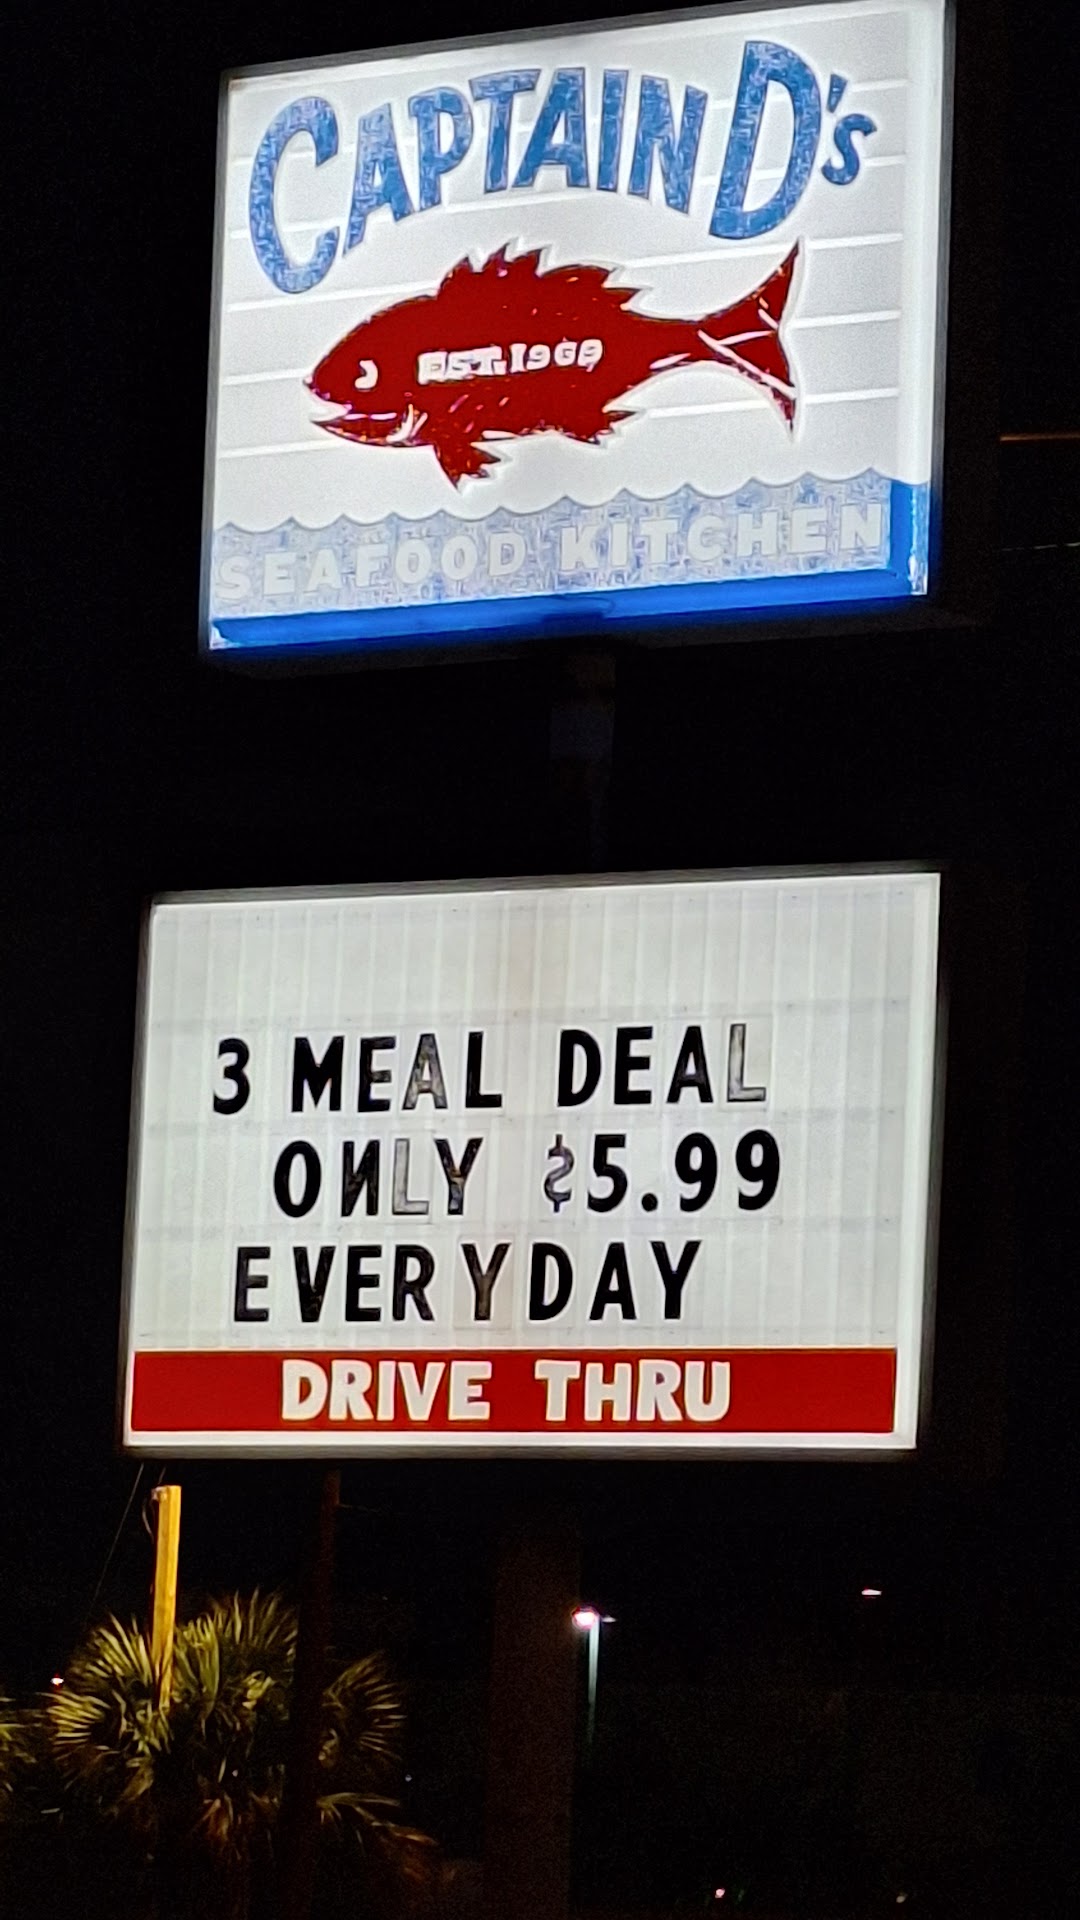 CAPTAIN D's
EST. 1969
SEAFOOD KITCHEN
3 MEAL DEAL
ONLY $5.99
EVERYDAY
DRIVE THRU